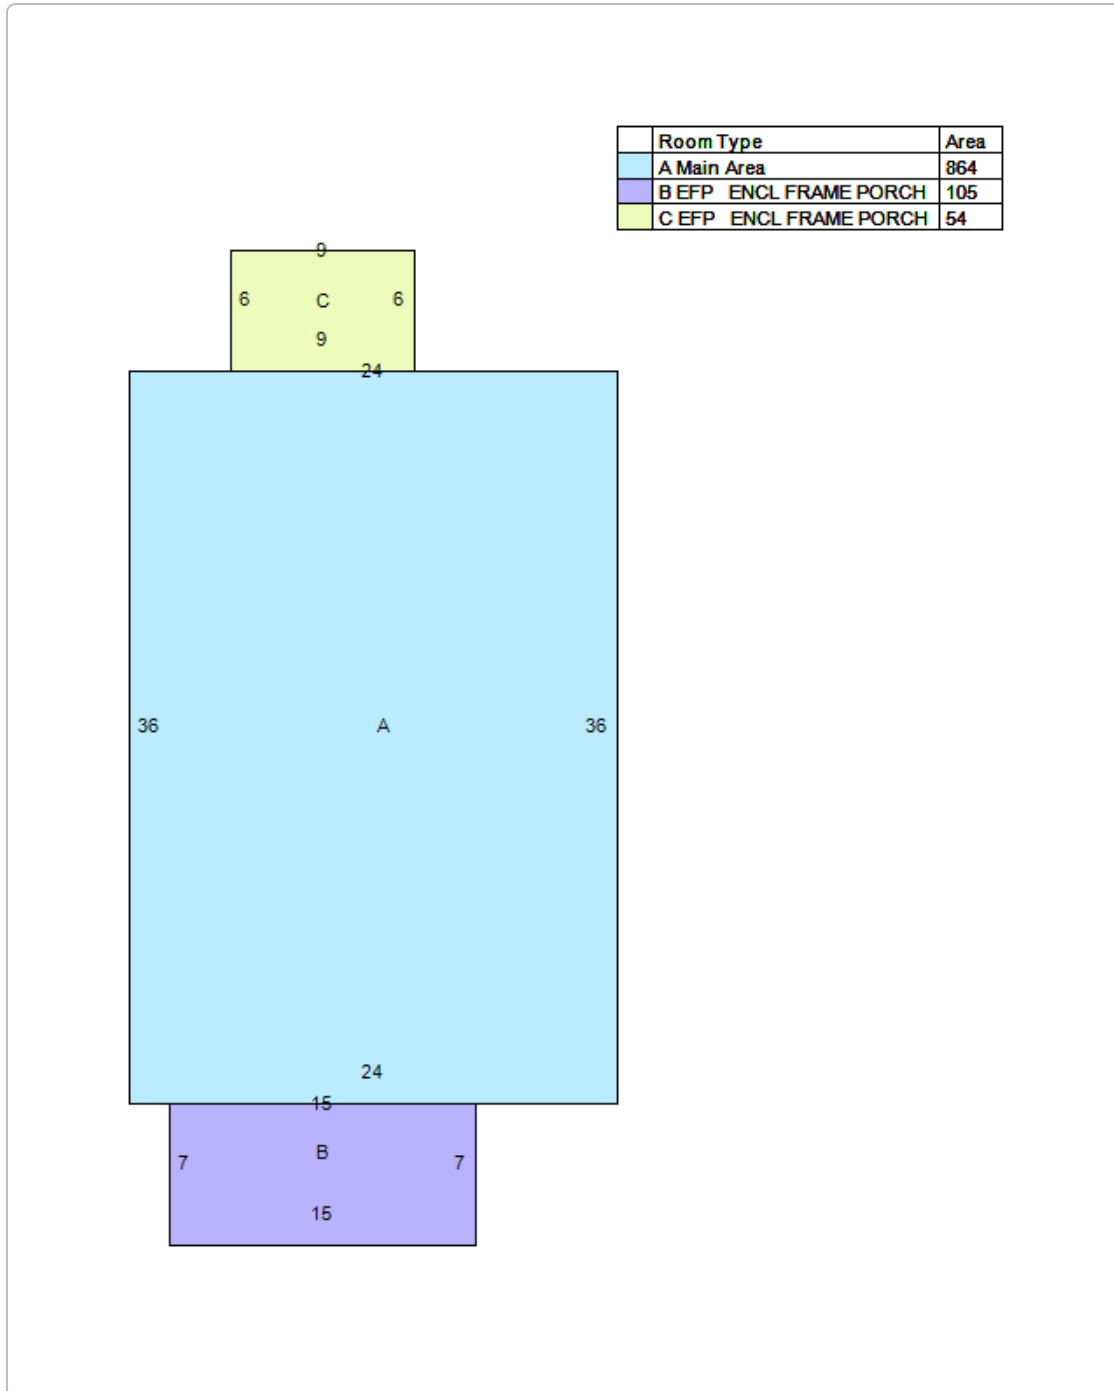 Room Type Area
A Main Area 864
B EFP ENCL FRAME PORCH 105
C EFP ENCL FRAME PORCH 54
9
6 C 6
9
24
36 A 36
24
15
B
7 7
15